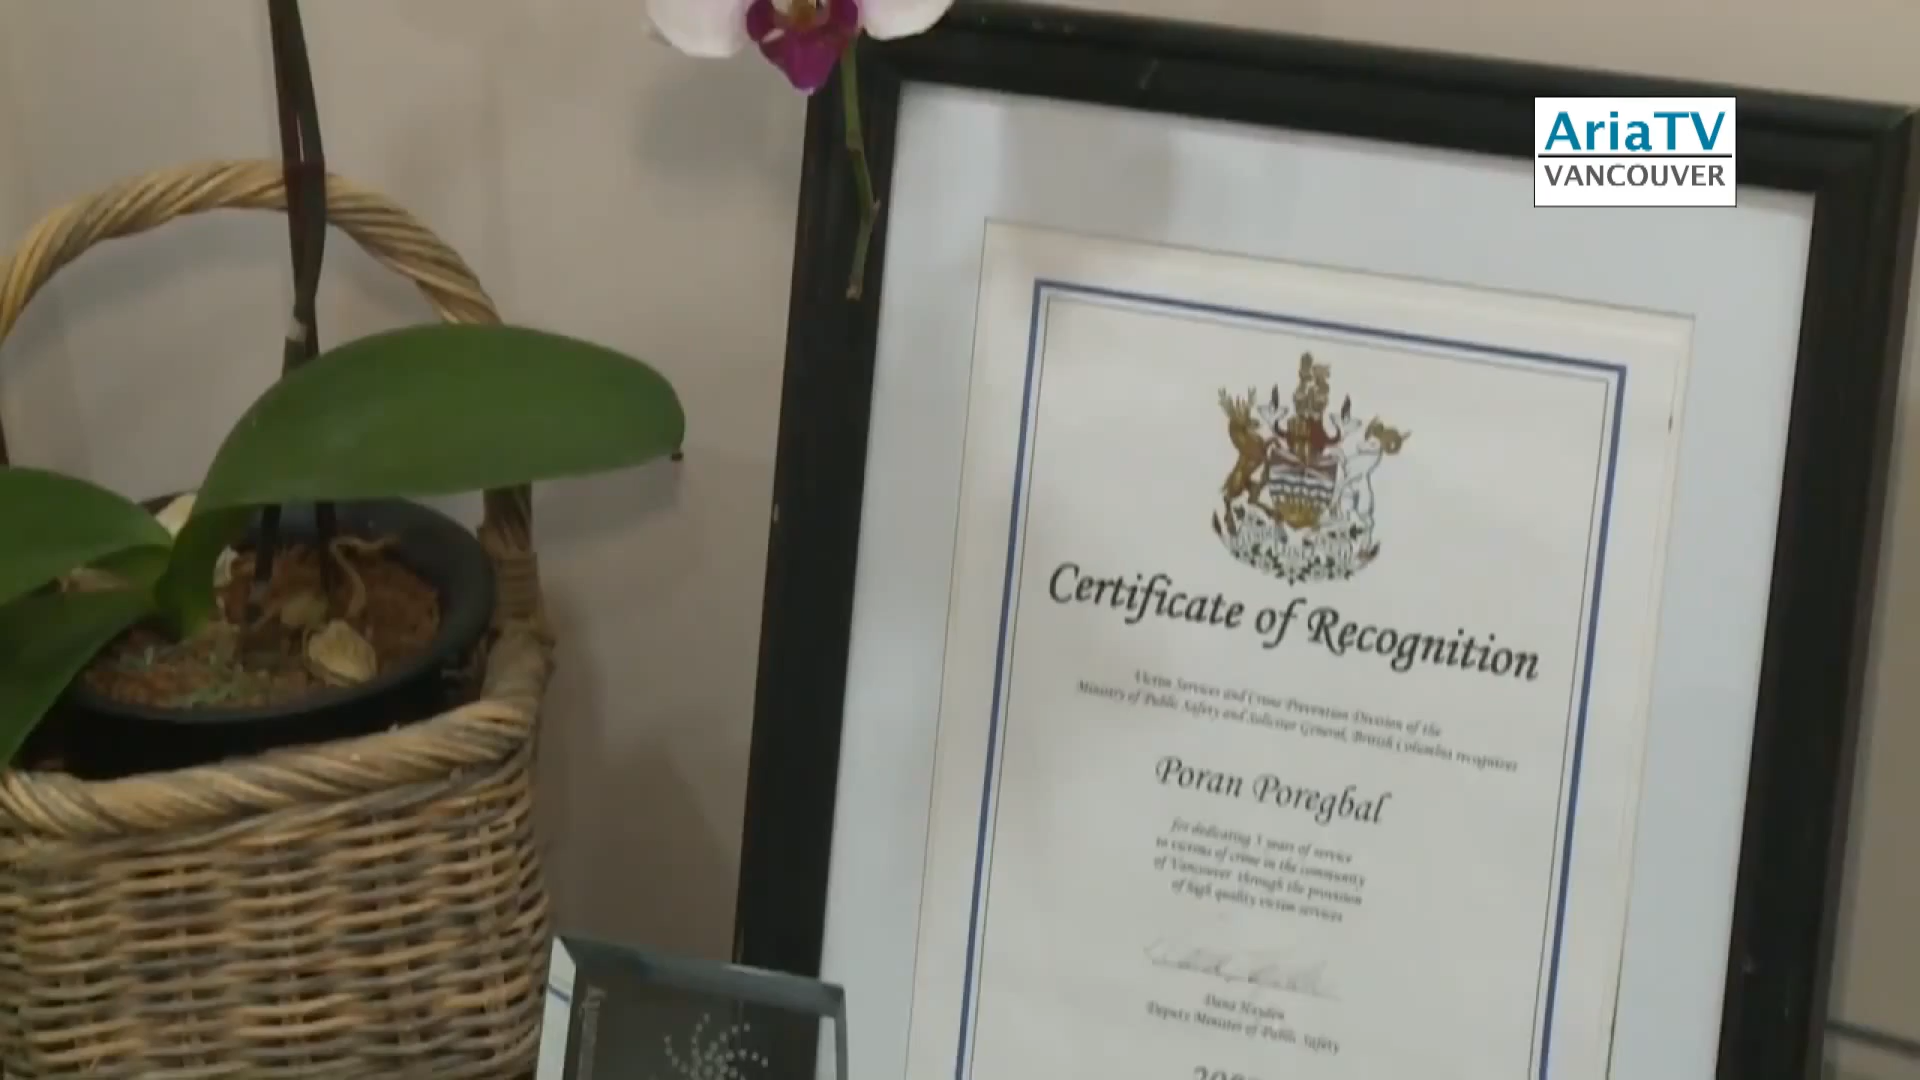 AriaTV
VANCOUVER
Certificate of Recognition
Victim Services and Crime Prevention Division of the
Ministry of Public Safety and Solicitor General, British Columbia recognizes
Poran Poregbal
for dedicating 5 years of service
to victims of crime in the community
of Vancouver through the provision
of high quality victim services
Dana Hayden
Deputy Minister of Public Safety